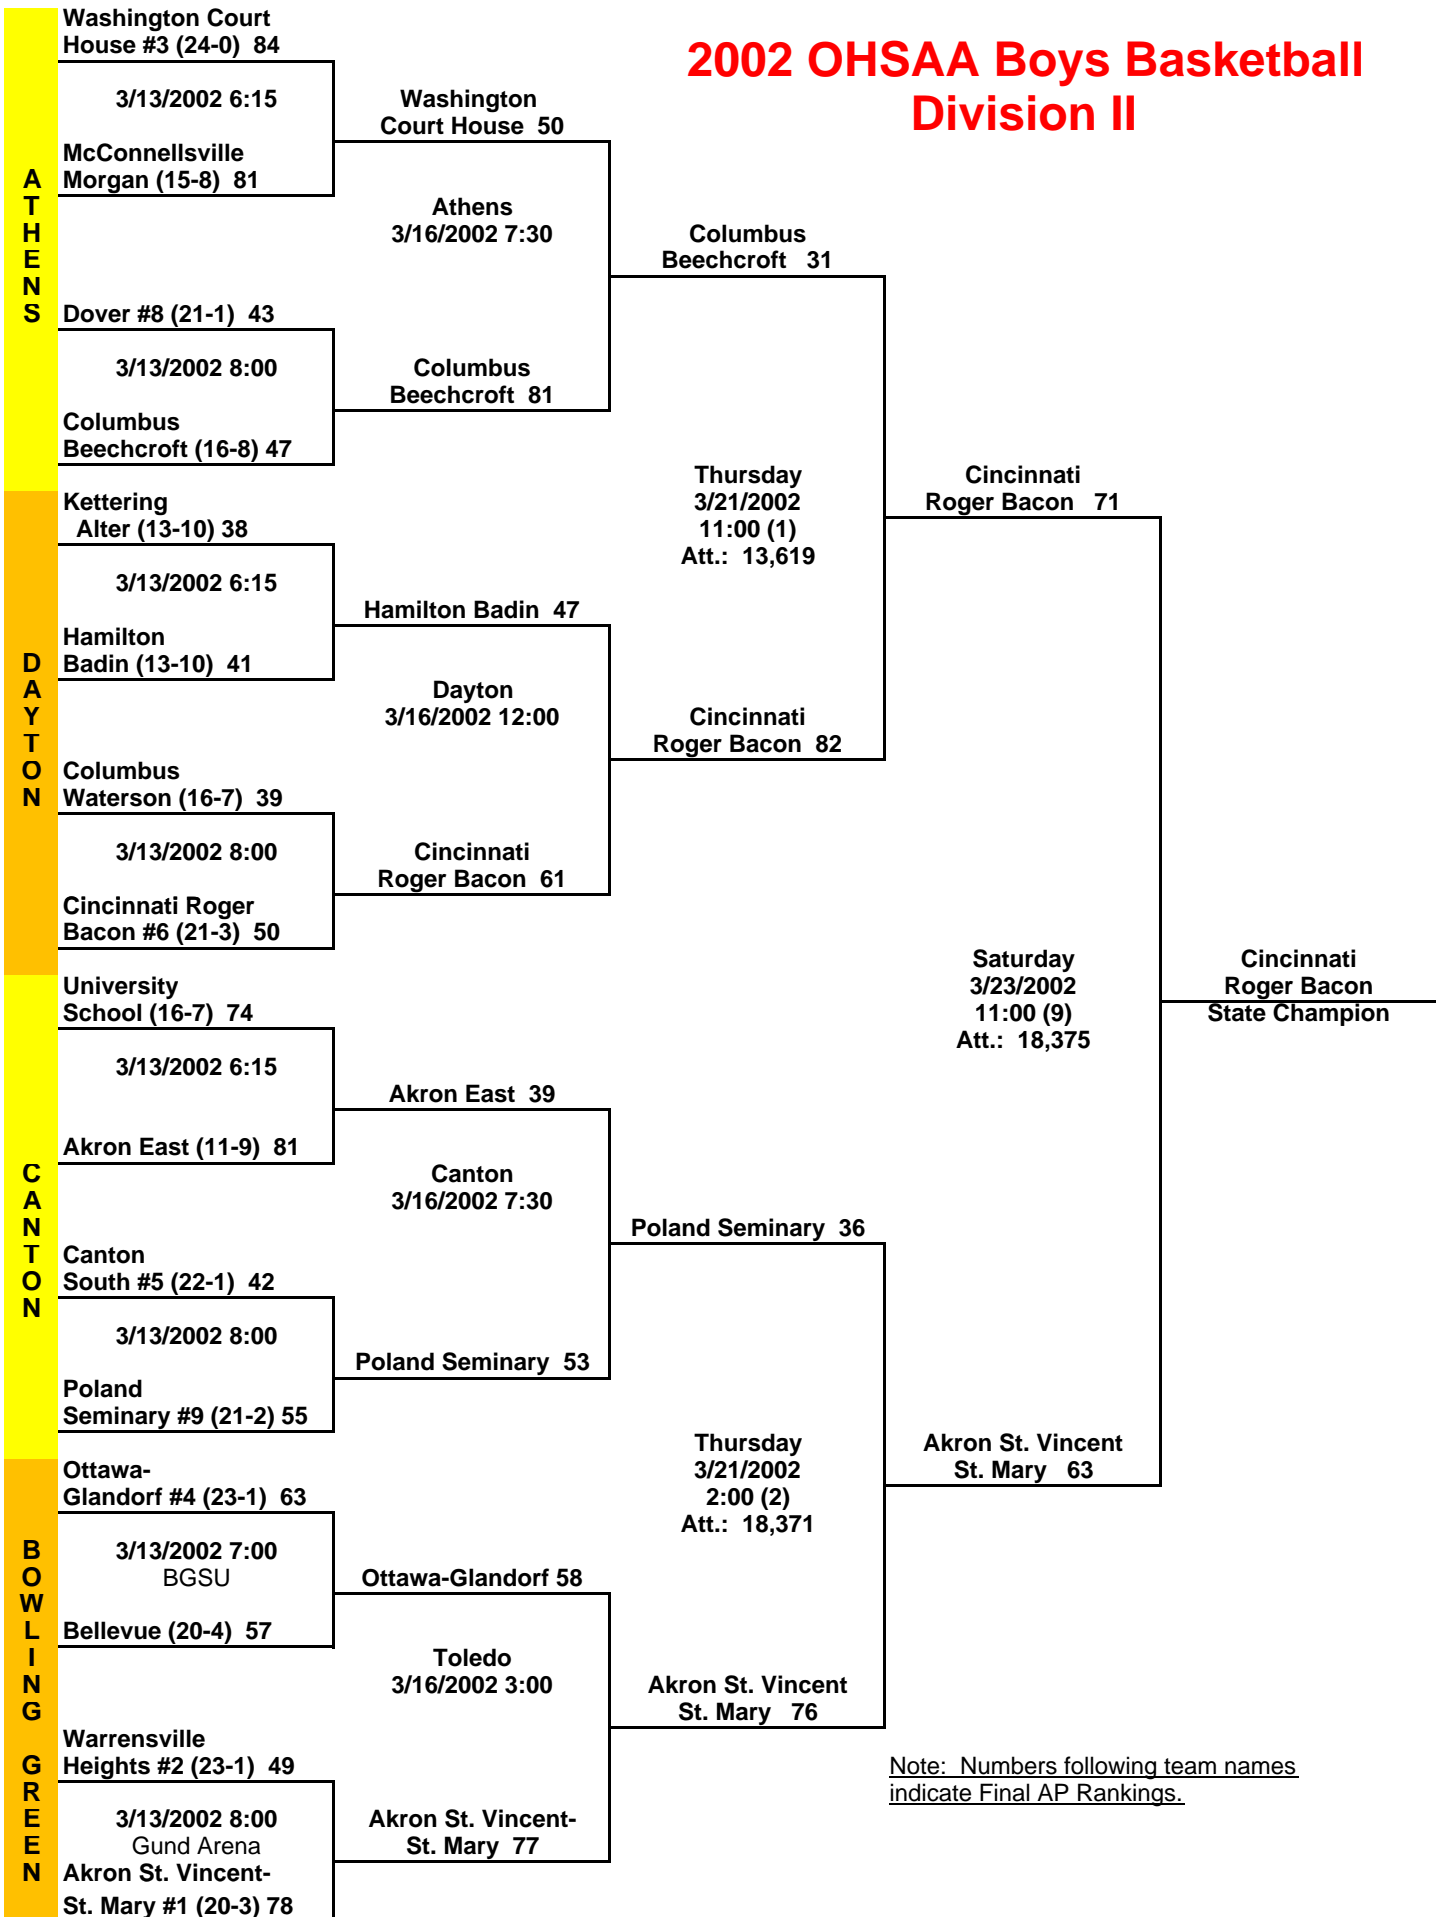 2002 OHSAA Boys Basketball
Division II
ATHENS
Washington Court
House #3 (24-0) 84
3/13/2002 6:15
McConnellsville
Morgan (15-8) 81
Dover #8 (21-1) 43
3/13/2002 8:00
Columbus
Beechcroft (16-8) 47
Washington
Court House 50
Athens
3/16/2002 7:30
Columbus
Beechcroft 81
Columbus
Beechcroft 31
DAYTON
Kettering
Alter (13-10) 38
3/13/2002 6:15
Hamilton
Badin (13-10) 41
Columbus
Waterson (16-7) 39
3/13/2002 8:00
Cincinnati Roger
Bacon #6 (21-3) 50
Hamilton Badin 47
Dayton
3/16/2002 12:00
Cincinnati
Roger Bacon 61
Cincinnati
Roger Bacon 82
Thursday
3/21/2002
11:00 (1)
Att.: 13,619
Cincinnati
Roger Bacon 71
CANTON
University
School (16-7) 74
3/13/2002 6:15
Akron East (11-9) 81
Canton
South #5 (22-1) 42
3/13/2002 8:00
Poland
Seminary #9 (21-2) 55
Akron East 39
Canton
3/16/2002 7:30
Poland Seminary 53
Poland Seminary 36
BOWLING GREEN
Ottawa-
Glandorf #4 (23-1) 63
3/13/2002 7:00
BGSU
Bellevue (20-4) 57
Warrensville
Heights #2 (23-1) 49
3/13/2002 8:00
Gund Arena
Akron St. Vincent-
St. Mary #1 (20-3) 78
Ottawa-Glandorf 58
Toledo
3/16/2002 3:00
Akron St. Vincent-
St. Mary 77
Akron St. Vincent
St. Mary 76
Thursday
3/21/2002
2:00 (2)
Att.: 18,371
Akron St. Vincent
St. Mary 63
Saturday
3/23/2002
11:00 (9)
Att.: 18,375
Cincinnati
Roger Bacon
State Champion
Note: Numbers following team names
indicate Final AP Rankings.